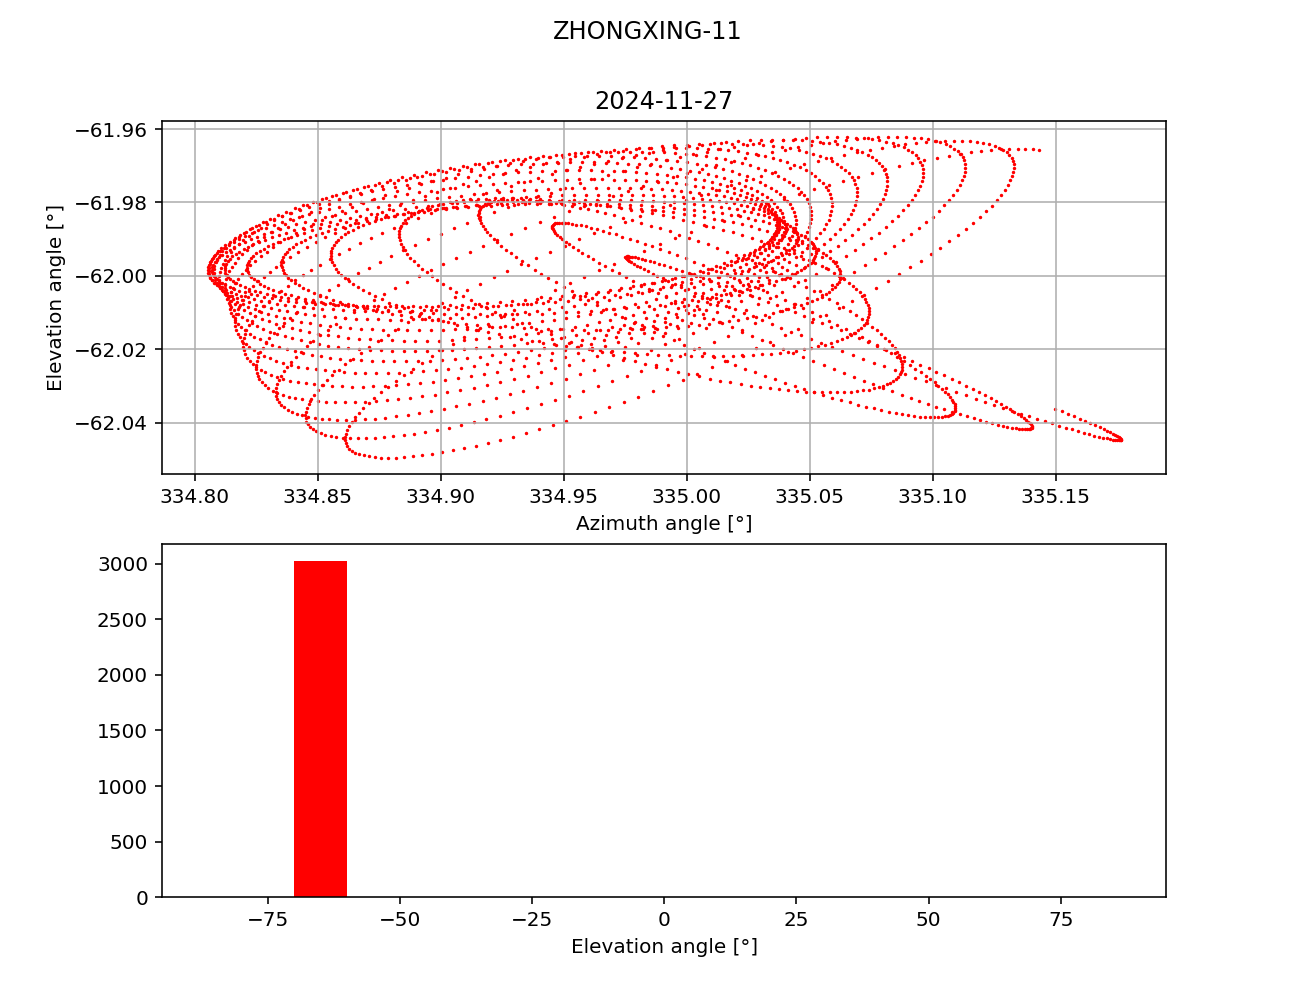 ZHONGXING-11
2024-11-27
−61.96
−61.98
−62.00
−62.02
−62.04
Elevation angle [°]
334.80 334.85 334.90 334.95 335.00 335.05 335.10 335.15
Azimuth angle [°]
3000
2500
2000
1500
1000
500
0
−75 −50 −25 0 25 50 75
Elevation angle [°]